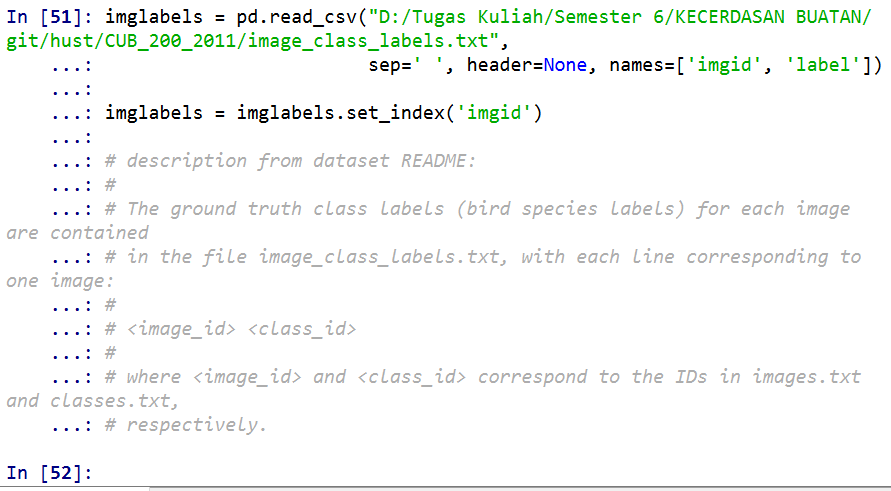 In [51]: imglabels = pd.read_csv("D:/Tugas Kuliah/Semester 6/KECERDASAN BUATAN/
git/hust/CUB_200_2011/image_class_labels.txt",
    ...:                         sep=' ', header=None, names=['imgid', 'label'])
    ...:
    ...: imglabels = imglabels.set_index('imgid')
    ...:
    ...: # description from dataset README:
    ...: #
    ...: # The ground truth class labels (bird species labels) for each image
are contained
    ...: # in the file image_class_labels.txt, with each line corresponding to
one image:
    ...: #
    ...: # <image_id> <class_id>
    ...: #
    ...: # where <image_id> and <class_id> correspond to the IDs in images.txt
and classes.txt,
    ...: # respectively.
In [52]: